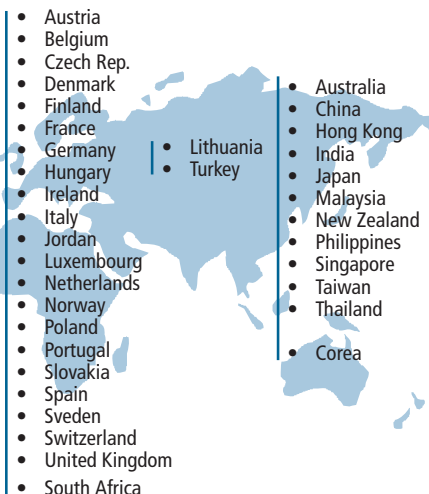 • Austria
• Belgium
• Czech Rep.
• Denmark
• Finland
• France
• Germany
• Hungary
• Ireland
• Italy
• Jordan
• Luxembourg
• Netherlands
• Norway
• Poland
• Portugal
• Slovakia
• Spain
• Sveden
• Switzerland
• United Kingdom
• South Africa
• Lithuania
• Turkey
• Australia
• China
• Hong Kong
• India
• Japan
• Malaysia
• New Zealand
• Philippines
• Singapore
• Taiwan
• Thailand
• Corea